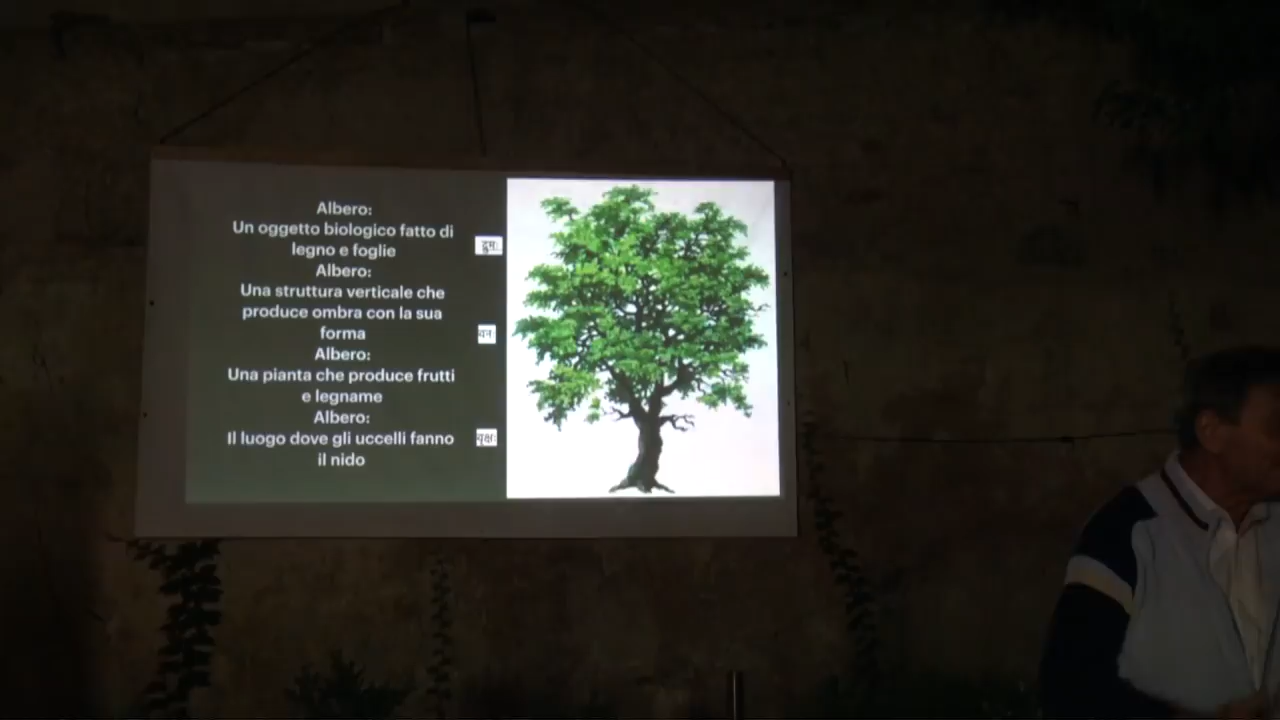 Albero:
Un oggetto biologico fatto di
legno e foglie
द्रुमः
Albero:
Una struttura verticale che
produce ombra con la sua
forma
Albero:
Una pianta che produce frutti
e legname
Albero:
Il luogo dove gli uccelli fanno
il nido
वृक्षः